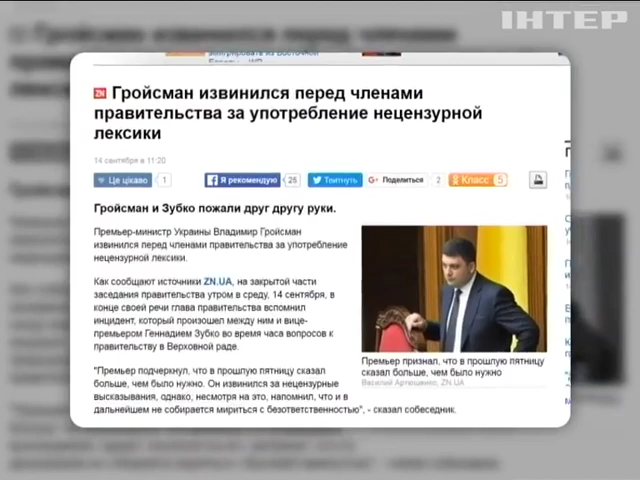 ІНТЕР
эмигрировать из Восточной
ZN Гройсман извинился перед членами
правительства за употребление нецензурной
лексики
14 сентября в 11:20
Це цікаво 1 Я рекомендую 25 Твитнуть Поделиться 2 Класс 5
Гройсман и Зубко пожали друг другу руки.
Премьер-министр Украины Владимир Гройсман
извинился перед членами правительства за употребление
нецензурной лексики.
Как сообщают источники ZN.UA, на закрытой части
заседания правительства утром в среду, 14 сентября, в
конце своей речи глава правительства вспомнил
инцидент, который произошел между ним и вице-
премьером Геннадием Зубко во время часа вопросов к
правительству в Верховной раде.
Премьер признал, что в прошлую пятницу
сказал больше, чем было нужно
Василий Артюшенко, ZN.UA
"Премьер подчеркнул, что в прошлую пятницу сказал
больше, чем было нужно. Он извинился за нецензурные
высказывания, однако, несмотря на это, напомнил, что и в
дальнейшем не собирается мириться с безответственностью", - сказал собеседник.